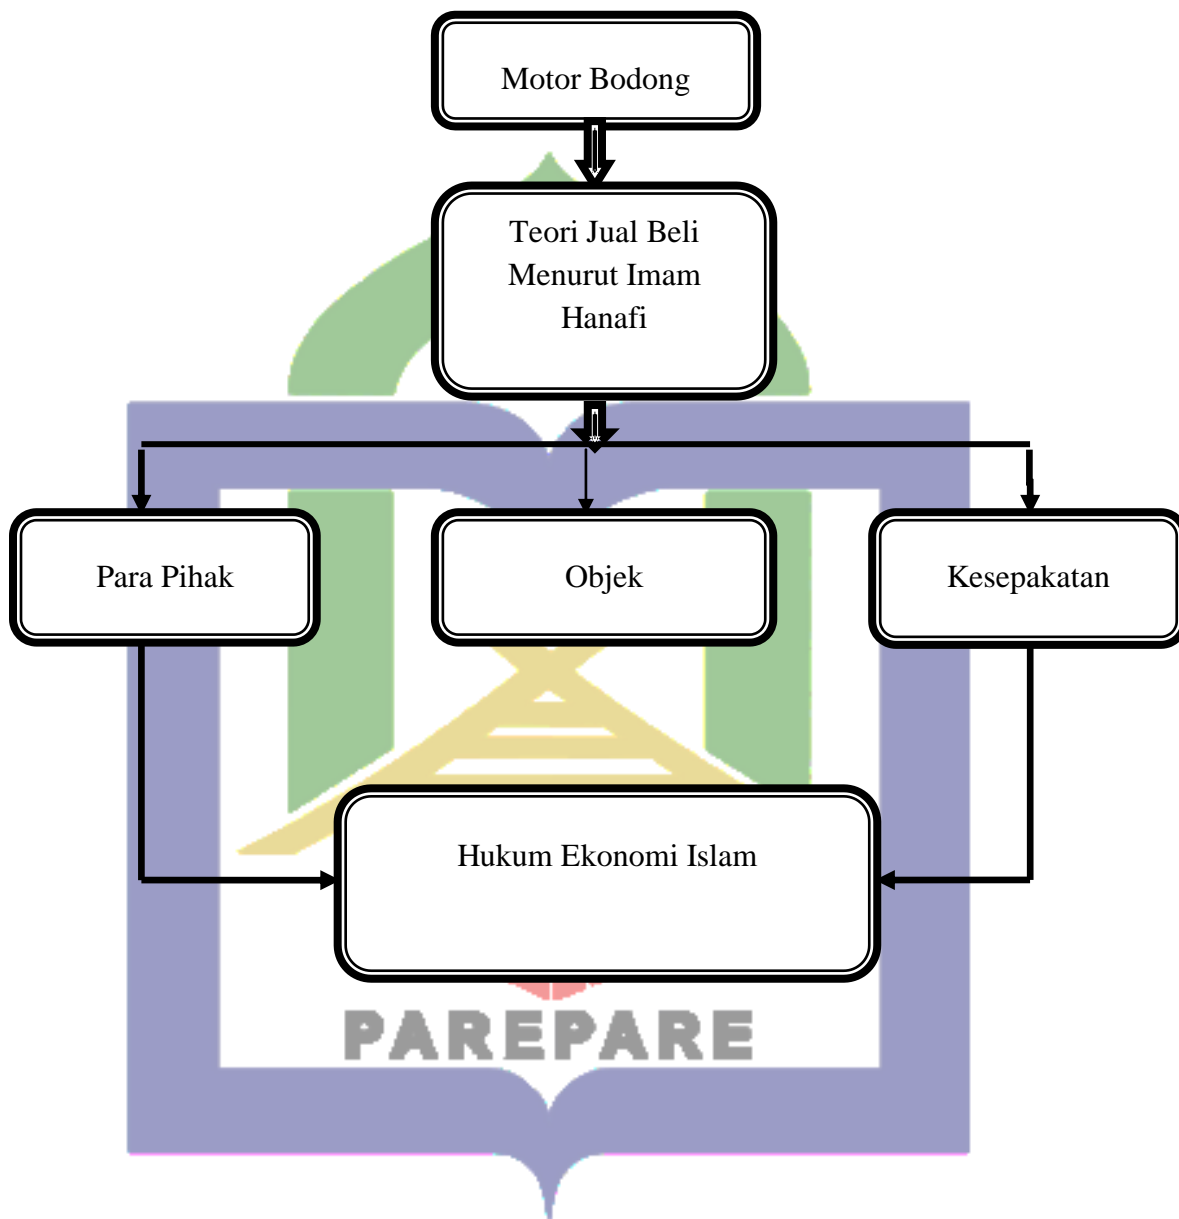 Motor Bodong
Teori Jual Beli
Menurut Imam
Hanafi
Para Pihak
Objek
Kesepakatan
Hukum Ekonomi Islam
PAREPARE